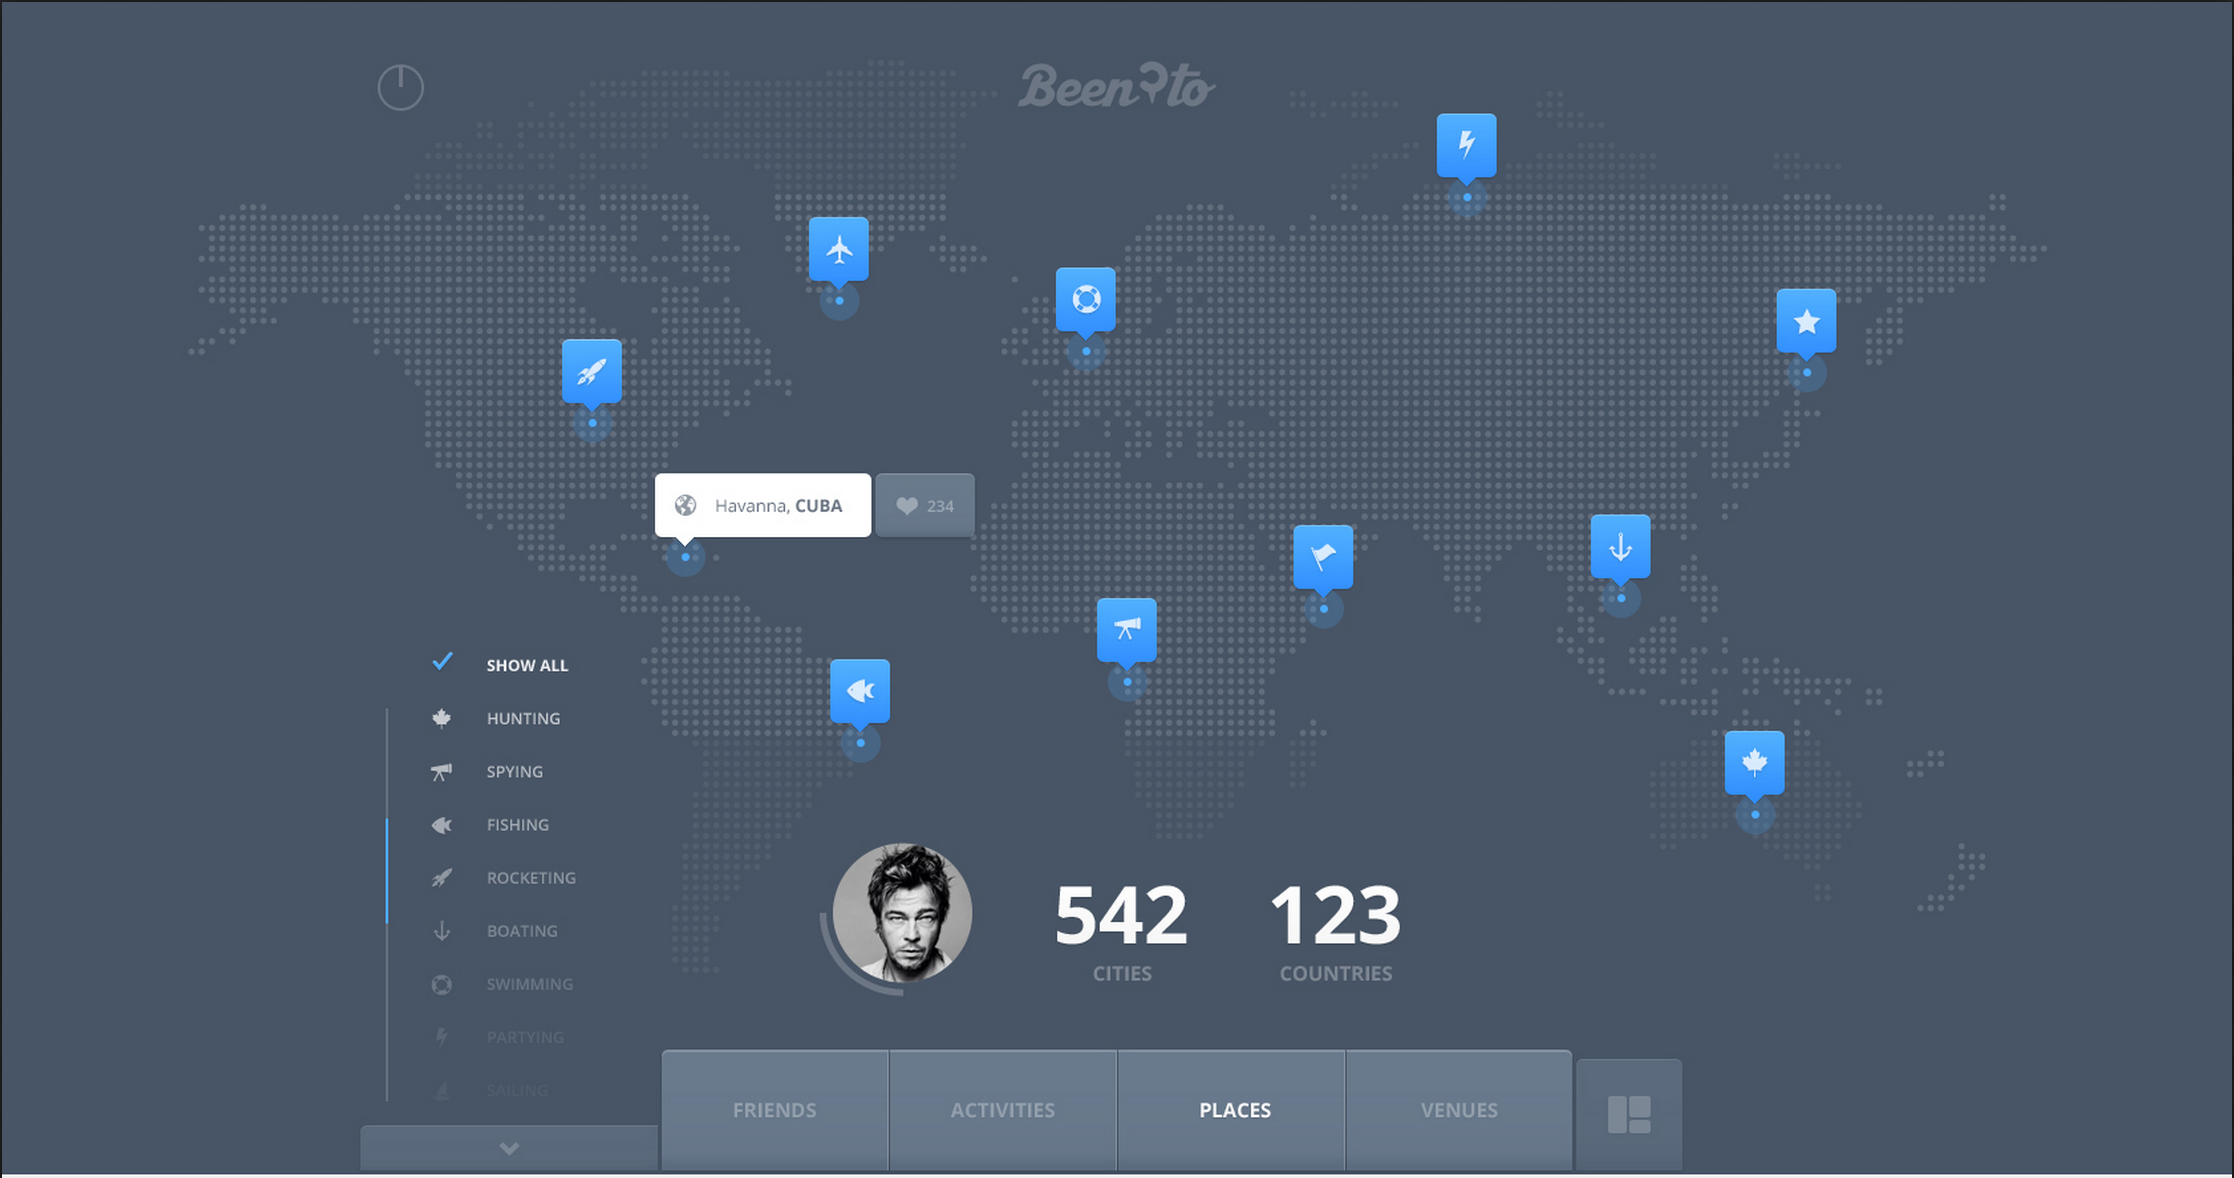 Been to
Havanna, CUBA
234
SHOW ALL
HUNTING
SPYING
FISHING
ROCKETING
BOATING
SWIMMING
PARTYING
SAILING
542
CITIES
123
COUNTRIES
FRIENDS
ACTIVITIES
PLACES
VENUES